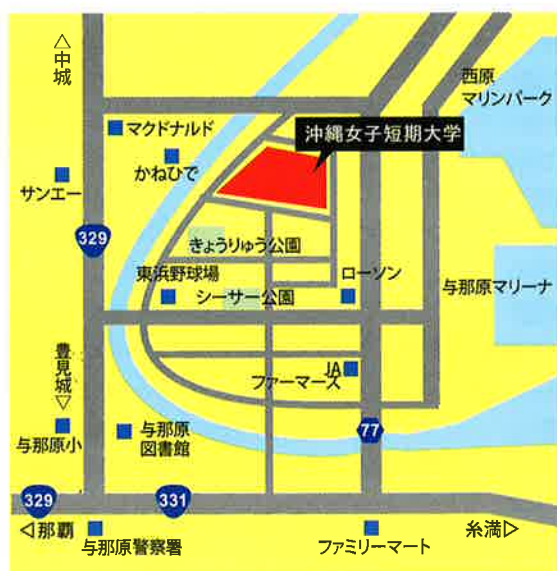 △中城
西原
マリンパーク
マクドナルド
沖縄女子短期大学
かねひで
サンエー
329
きょうりゅう公園
東浜野球場
シーサー公園
ローソン
与那原マリーナ
豊見城▽
JA
ファーマーズ
与那原小
与那原
図書館
77
329
331
◁那覇
与那原警察署
ファミリーマート
糸満▷